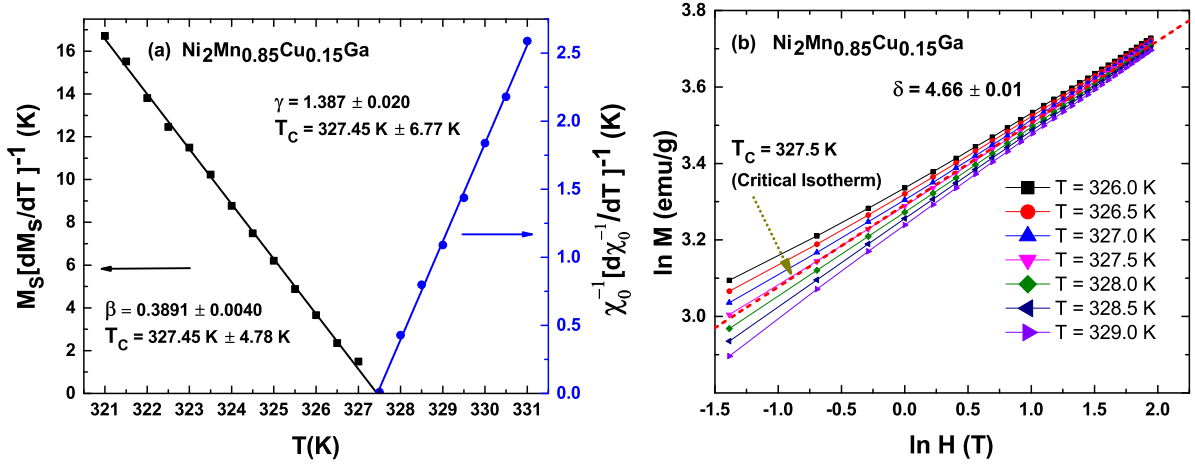 (a) Ni2Mn0.85Cu0.15Ga
γ = 1.387 ± 0.020
TC = 327.45 K ± 6.77 K
β = 0.3891 ± 0.0040
TC = 327.45 K ± 4.78 K
MS[dMS/dT ]-1 (K)
16
14
12
10
8
6
4
2
0
321 322 323 324 325 326 327 328 329 330 331
T(K)
2.5
2.0
1.5
1.0
0.5
0.0
χ0-1[dχ0-1/dT ]-1 (K)
(b) Ni2Mn0.85Cu0.15Ga
δ = 4.66 ± 0.01
TC = 327.5 K
(Critical Isotherm)
T = 326.0 K
T = 326.5 K
T = 327.0 K
T = 327.5 K
T = 328.0 K
T = 328.5 K
T = 329.0 K
ln M (emu/g)
3.8
3.6
3.4
3.2
3.0
-1.5 -1.0 -0.5 0.0 0.5 1.0 1.5 2.0
ln H (T)